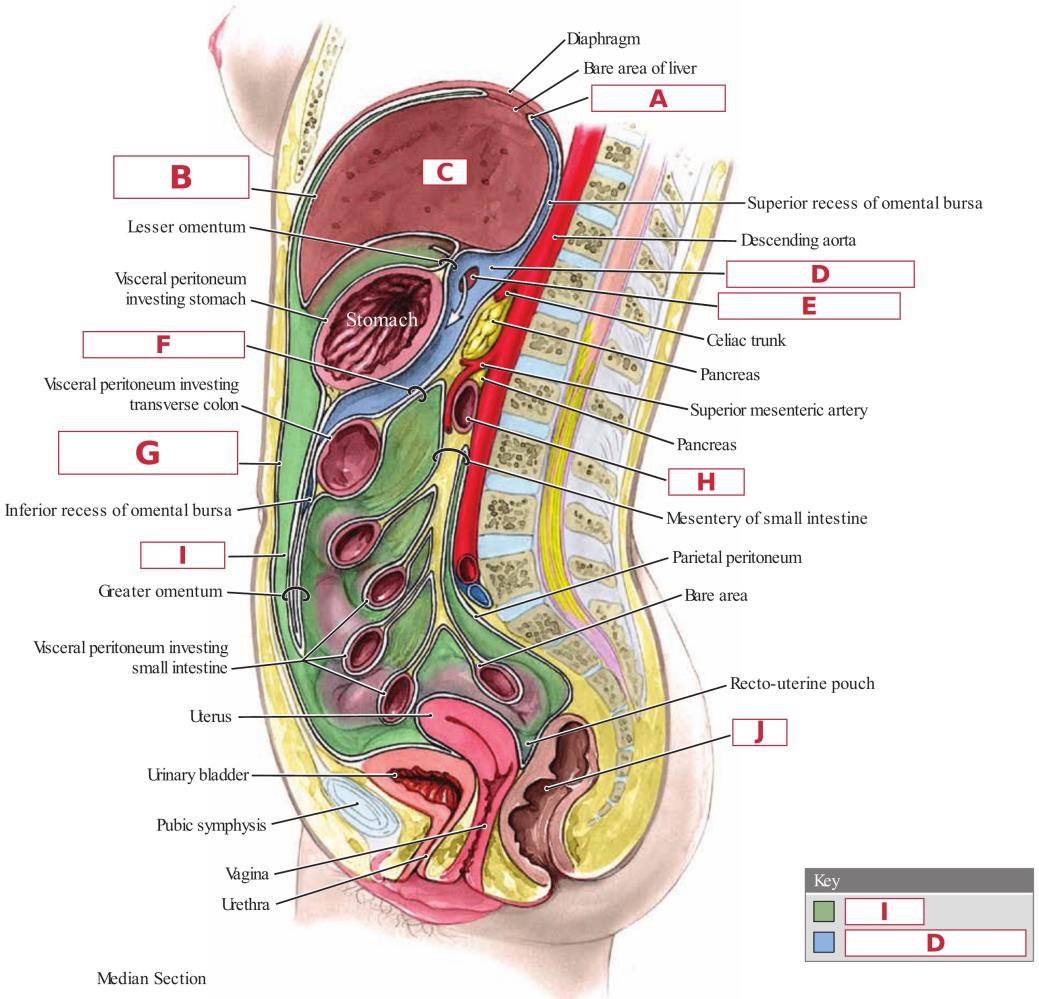 Diaphragm
Bare area of liver
A
B
C
Lesser omentum
Superior recess of omental bursa
Descending aorta
D
E
Visceral peritoneum
investing stomach
Stomach
F
Celiac trunk
Pancreas
Visceral peritoneum investing
transverse colon
Superior mesenteric artery
Pancreas
G
H
Inferior recess of omental bursa
Mesentery of small intestine
I
Parietal peritoneum
Greater omentum
Bare area
Visceral peritoneum investing
small intestine
Recto-uterine pouch
Uterus
J
Urinary bladder
Pubic symphysis
Vagina
Urethra
Key
I
D
Median Section